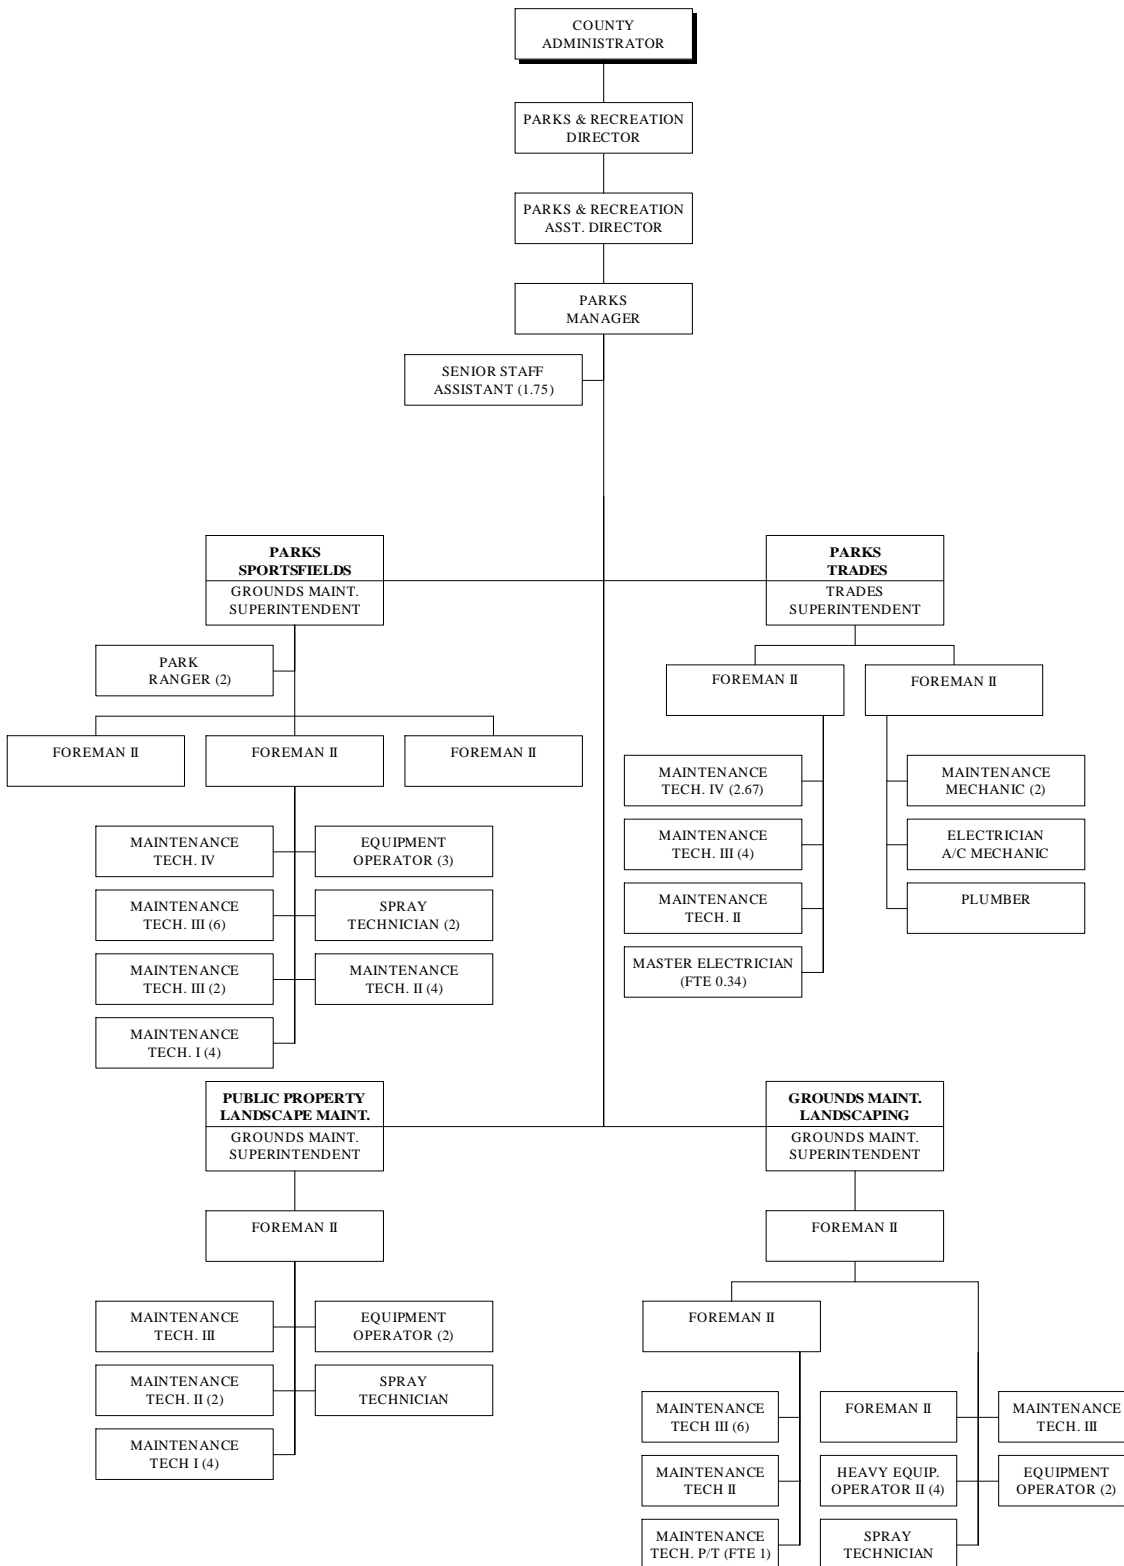 COUNTY
ADMINISTRATOR
PARKS & RECREATION
DIRECTOR
PARKS & RECREATION
ASST. DIRECTOR
PARKS
MANAGER
SENIOR STAFF
ASSISTANT (1.75)
PARKS
SPORTSFIELDS
GROUNDS MAINT.
SUPERINTENDENT
PARK
RANGER (2)
FOREMAN II
FOREMAN II
FOREMAN II
MAINTENANCE
TECH. IV
EQUIPMENT
OPERATOR (3)
MAINTENANCE
TECH. III (6)
SPRAY
TECHNICIAN (2)
MAINTENANCE
TECH. III (2)
MAINTENANCE
TECH. II (4)
MAINTENANCE
TECH. I (4)
PARKS
TRADES
TRADES
SUPERINTENDENT
FOREMAN II
FOREMAN II
MAINTENANCE
TECH. IV (2.67)
MAINTENANCE
TECH. III (4)
MAINTENANCE
TECH. II
MASTER ELECTRICIAN
(FTE 0.34)
MAINTENANCE
MECHANIC (2)
ELECTRICIAN
A/C MECHANIC
PLUMBER
PUBLIC PROPERTY
LANDSCAPE MAINT.
GROUNDS MAINT.
SUPERINTENDENT
FOREMAN II
MAINTENANCE
TECH. III
EQUIPMENT
OPERATOR (2)
MAINTENANCE
TECH. II (2)
SPRAY
TECHNICIAN
MAINTENANCE
TECH I (4)
GROUNDS MAINT.
LANDSCAPING
GROUNDS MAINT.
SUPERINTENDENT
FOREMAN II
FOREMAN II
MAINTENANCE
TECH III (6)
MAINTENANCE
TECH II
MAINTENANCE
TECH. P/T (FTE 1)
FOREMAN II
MAINTENANCE
TECH. III
HEAVY EQUIP.
OPERATOR II (4)
EQUIPMENT
OPERATOR (2)
SPRAY
TECHNICIAN